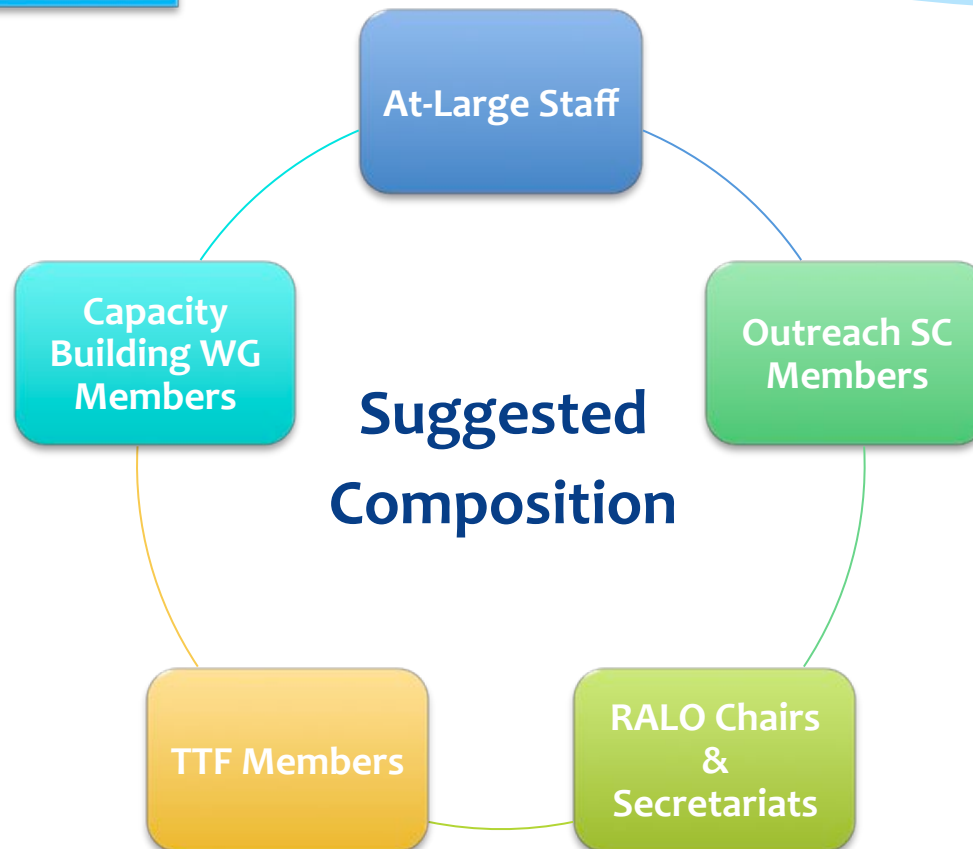 At-Large Staff
Capacity
Building WG
Members
Outreach SC
Members
Suggested
Composition
TTF Members
RALO Chairs
&
Secretariats